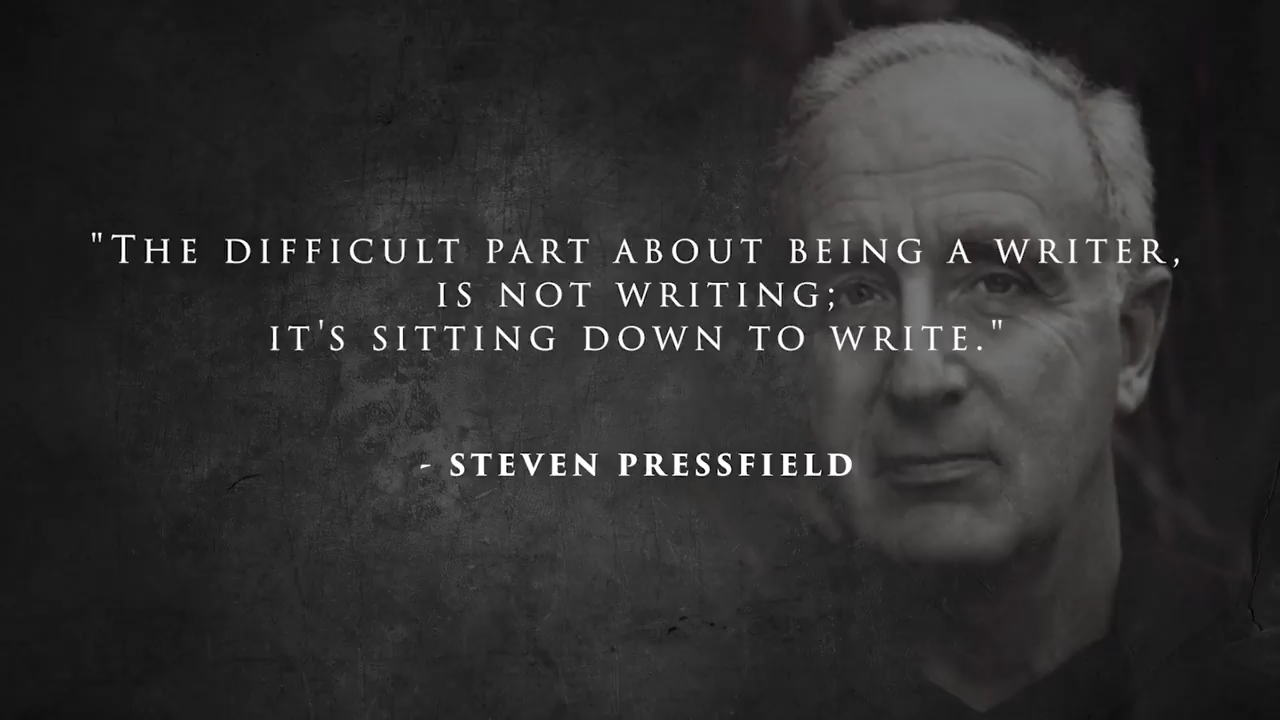 "The difficult part about being a writer,
is not writing;
it's sitting down to write."
- STEVEN PRESSFIELD